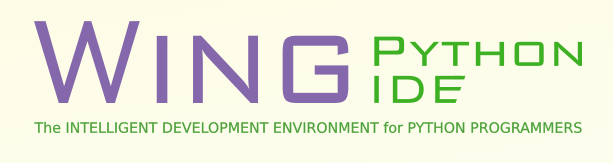 WING PYTHON
IDE
The INTELLIGENT DEVELOPMENT ENVIRONMENT for PYTHON PROGRAMMERS